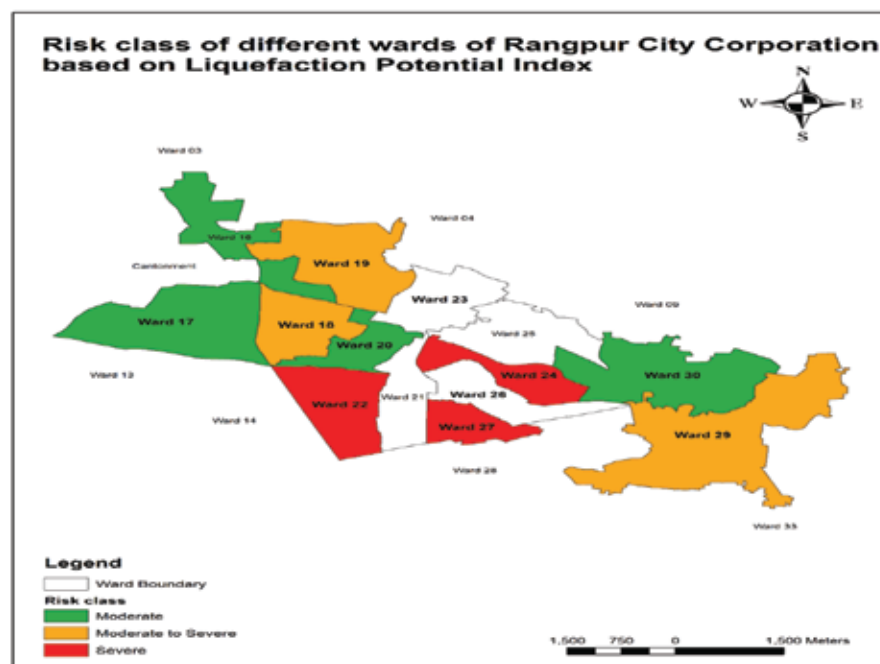 Risk class of different wards of Rangpur City Corporation
based on Liquefaction Potential Index
N
W E
S
Ward 03
Ward 04
Ward 16
Ward 19
Cantonment
Ward 23
Ward 09
Ward 17
Ward 18
Ward 20
Ward 25
Ward 13
Ward 24
Ward 30
Ward 22
Ward 21
Ward 26
Ward 14
Ward 27
Ward 29
Ward 28
Ward 33
Legend
Ward Boundary
Risk class
Moderate
Moderate to Severe
Severe
1,500 750 0 1,500 Meters